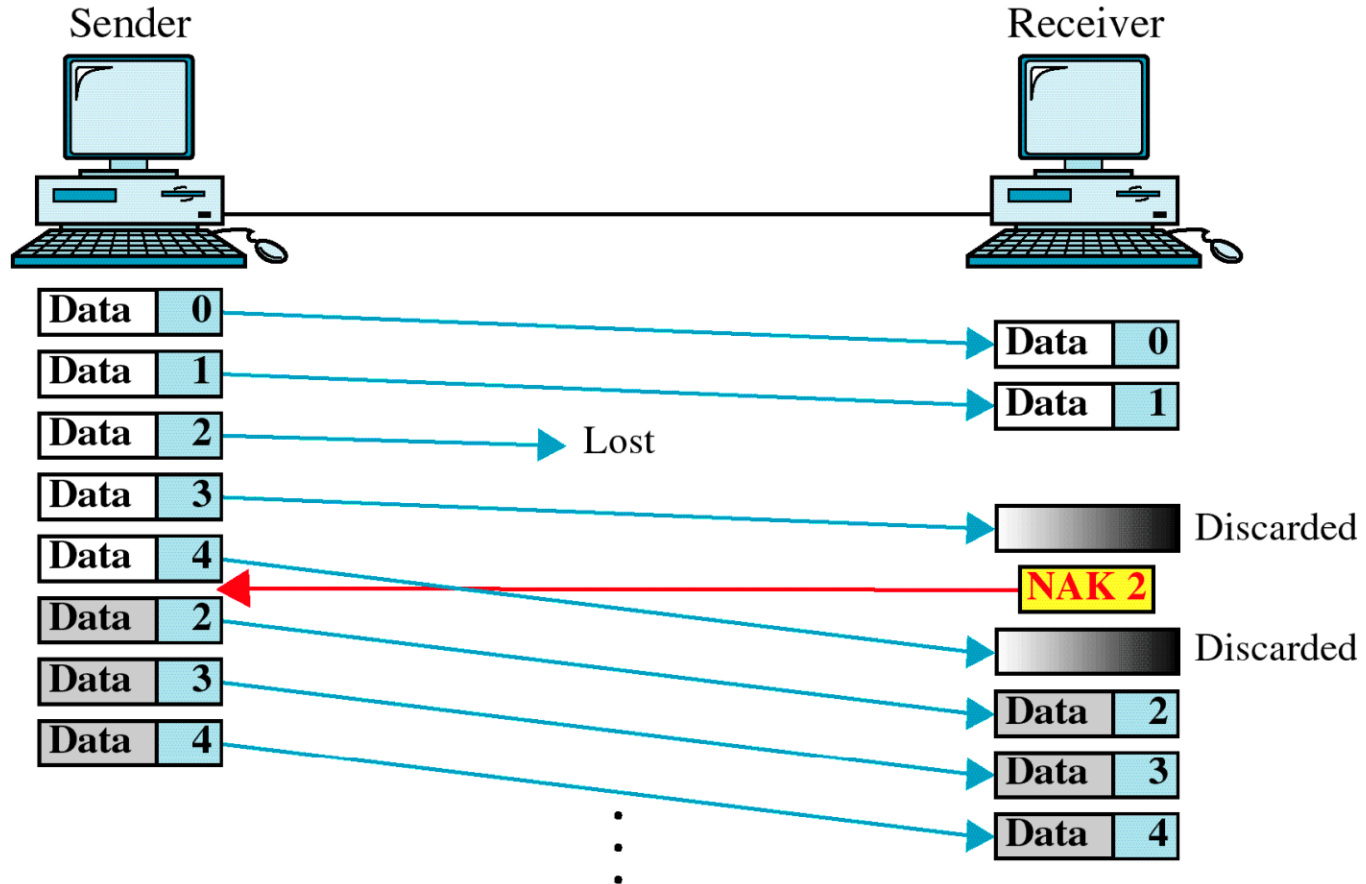 Sender
Receiver
Data 0
Data 0
Data 1
Data 1
Data 2
Lost
Data 3
Discarded
Data 4
NAK 2
Data 2
Discarded
Data 3
Data 2
Data 4
Data 3
Data 4